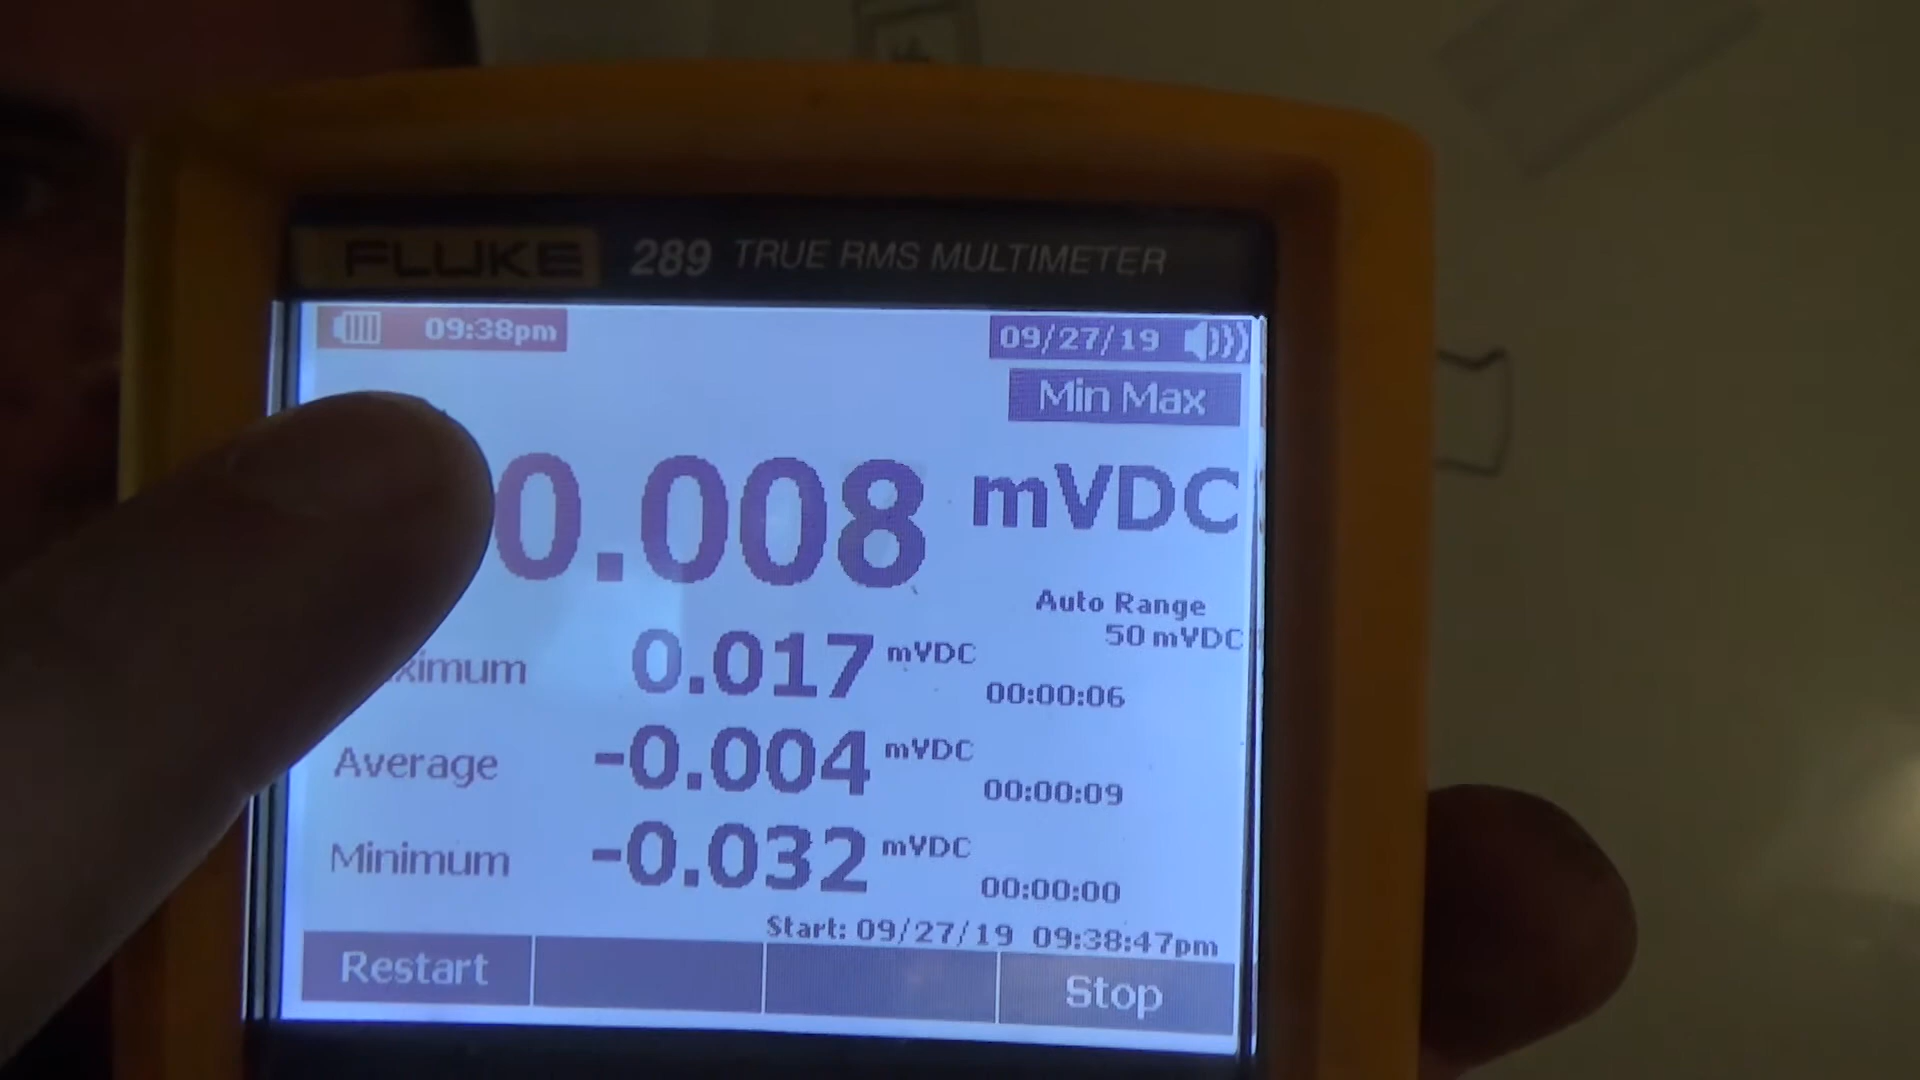 FLUKE 289 TRUE RMS MULTIMETER
09:38pm 09/27/19
Min Max
0.008 mVDC
Auto Range
50 mVDC
ximum 0.017 mVDC 00:00:06
Average -0.004 mVDC 00:00:09
Minimum -0.032 mVDC 00:00:00
Start: 09/27/19 09:38:47pm
Restart Stop